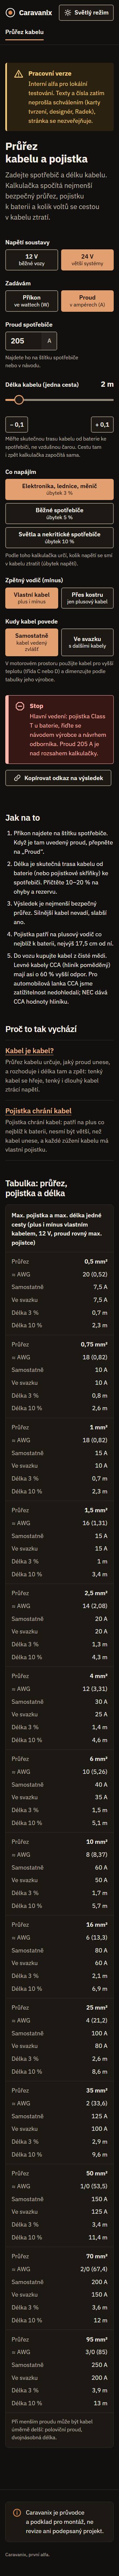 Caravanix
Světlý režim
Průřez kabelu
Pracovní verze
Interní alfa pro lokální
testování. Texty a čísla zatím
neprošla schválením (karty
tvrzení, designér, Radek),
stránka se nezveřejňuje.
Průřez
kabelu a pojistka
Zadejte spotřebič a délku kabelu.
Kalkulačka spočítá nejmenší
bezpečný průřez, pojistku
u baterie a kolik voltů se cestou
v kabelu ztratí.
Napětí soustavy
12 V
běžné vozy
24 V
větší systémy
Zadávám
Příkon
ve wattech (W)
Proud
v ampérech (A)
Proud spotřebiče
205 A
Najdete ho na štítku spotřebiče
nebo v návodu.
Délka kabelu (jedna cesta) 2 m
− 0,1
+ 0,1
Měřte skutečnou trasu kabelu od baterie ke
spotřebiči, ne vzdušnou čarou. Cestu tam
i zpět kalkulačka započítá sama.
Co napájím
Elektronika, lednice, měnič
úbytek 3 %
Běžné spotřebiče
úbytek 5 %
Světla a nekritické spotřebiče
úbytek 10 %
Podle toho kalkulačka určí, kolik napětí se smí
v kabelu ztratit (úbytek napětí).
Zpětný vodič (mínus)
Vlastní kabel
plus i mínus
Přes kostru
jen plusový kabel
Kudy kabel povede
Samostatně
kabel vedený
zvlášť
Ve svazku
s dalšími kabely
V motorovém prostoru použijte kabel pro vyšší
teplotu (třída C nebo D) a dimenzujte podle
tabulky jeho výrobce.
Stop
Hlavní vedení: pojistka Class
T u baterie, řiďte se
návodem výrobce a návrhem
odborníka. Proud 205 A je
nad rozsahem kalkulačky.
Kopírovat odkaz na výsledek
Jak na to
1. Příkon najdete na štítku spotřebiče.
Když je tam uvedený proud, přepněte
na „Proud“.
2. Délka je skutečná trasa kabelu od
baterie (nebo pojistkové skříňky) ke
spotřebiči. Přičtěte 10–20 % na
ohyby a rezervu.
3. Výsledek je nejmenší bezpečný
průřez. Silnější kabel nevadí, slabší
ano.
4. Pojistka patří na plusový vodič co
nejblíž k baterii, nejvýš 17,5 cm od ní.
5. Do vozu kupujte kabel z čisté mědi.
Levné kabely CCA (hliník poměděný)
mají asi o 60 % vyšší odpor. Pro
automobilová lanka CCA jsme
zatížitelnost nedohledali; NEC dává
CCA hodnoty hliníku.
Proč to tak vychází
Kabel je kabel?
Průřez kabelu určuje, jaký proud unese,
a rozhoduje i délka tam a zpět: tenký
kabel se hřeje, tenký i dlouhý kabel
ztrácí napětí.
Pojistka chrání kabel
Pojistka chrání kabel: patří na plus co
nejblíž k baterii, nesmí být větší, než
kabel unese, a každé zúžení kabelu má
vlastní pojistku.
Tabulka: průřez,
pojistka a délka
Max. pojistka a max. délka jedné
cesty (plus i mínus vlastním
kabelem, 12 V, proud rovný max.
pojistce)
Průřez 0,5 mm²
≈ AWG 20 (0,52)
Samostatně 7,5 A
Ve svazku 7,5 A
Délka 3 % 0,7 m
Délka 10 % 2,3 m
Průřez 0,75 mm²
≈ AWG 18 (0,82)
Samostatně 10 A
Ve svazku 10 A
Délka 3 % 0,8 m
Délka 10 % 2,6 m
Průřez 1 mm²
≈ AWG 18 (0,82)
Samostatně 15 A
Ve svazku 10 A
Délka 3 % 0,7 m
Délka 10 % 2,3 m
Průřez 1,5 mm²
≈ AWG 16 (1,31)
Samostatně 15 A
Ve svazku 15 A
Délka 3 % 1 m
Délka 10 % 3,4 m
Průřez 2,5 mm²
≈ AWG 14 (2,08)
Samostatně 20 A
Ve svazku 20 A
Délka 3 % 1,3 m
Délka 10 % 4,3 m
Průřez 4 mm²
≈ AWG 12 (3,31)
Samostatně 30 A
Ve svazku 25 A
Délka 3 % 1,4 m
Délka 10 % 4,6 m
Průřez 6 mm²
≈ AWG 10 (5,26)
Samostatně 40 A
Ve svazku 35 A
Délka 3 % 1,5 m
Délka 10 % 5,1 m
Průřez 10 mm²
≈ AWG 8 (8,37)
Samostatně 60 A
Ve svazku 50 A
Délka 3 % 1,7 m
Délka 10 % 5,7 m
Průřez 16 mm²
≈ AWG 6 (13,3)
Samostatně 80 A
Ve svazku 60 A
Délka 3 % 2,1 m
Délka 10 % 6,9 m
Průřez 25 mm²
≈ AWG 4 (21,2)
Samostatně 100 A
Ve svazku 80 A
Délka 3 % 2,6 m
Délka 10 % 8,6 m
Průřez 35 mm²
≈ AWG 2 (33,6)
Samostatně 125 A
Ve svazku 100 A
Délka 3 % 2,9 m
Délka 10 % 9,6 m
Průřez 50 mm²
≈ AWG 1/0 (53,5)
Samostatně 150 A
Ve svazku 125 A
Délka 3 % 3,4 m
Délka 10 % 11,4 m
Průřez 70 mm²
≈ AWG 2/0 (67,4)
Samostatně 200 A
Ve svazku 150 A
Délka 3 % 3,6 m
Délka 10 % 12 m
Průřez 95 mm²
≈ AWG 3/0 (85)
Samostatně 250 A
Ve svazku 200 A
Délka 3 % 3,9 m
Délka 10 % 13 m
Při menším proudu může být kabel
úměrně delší: poloviční proud,
dvojnásobná délka.
Caravanix je průvodce
a podklad pro montáž, ne
revize ani podepsaný projekt.
Caravanix, první alfa.